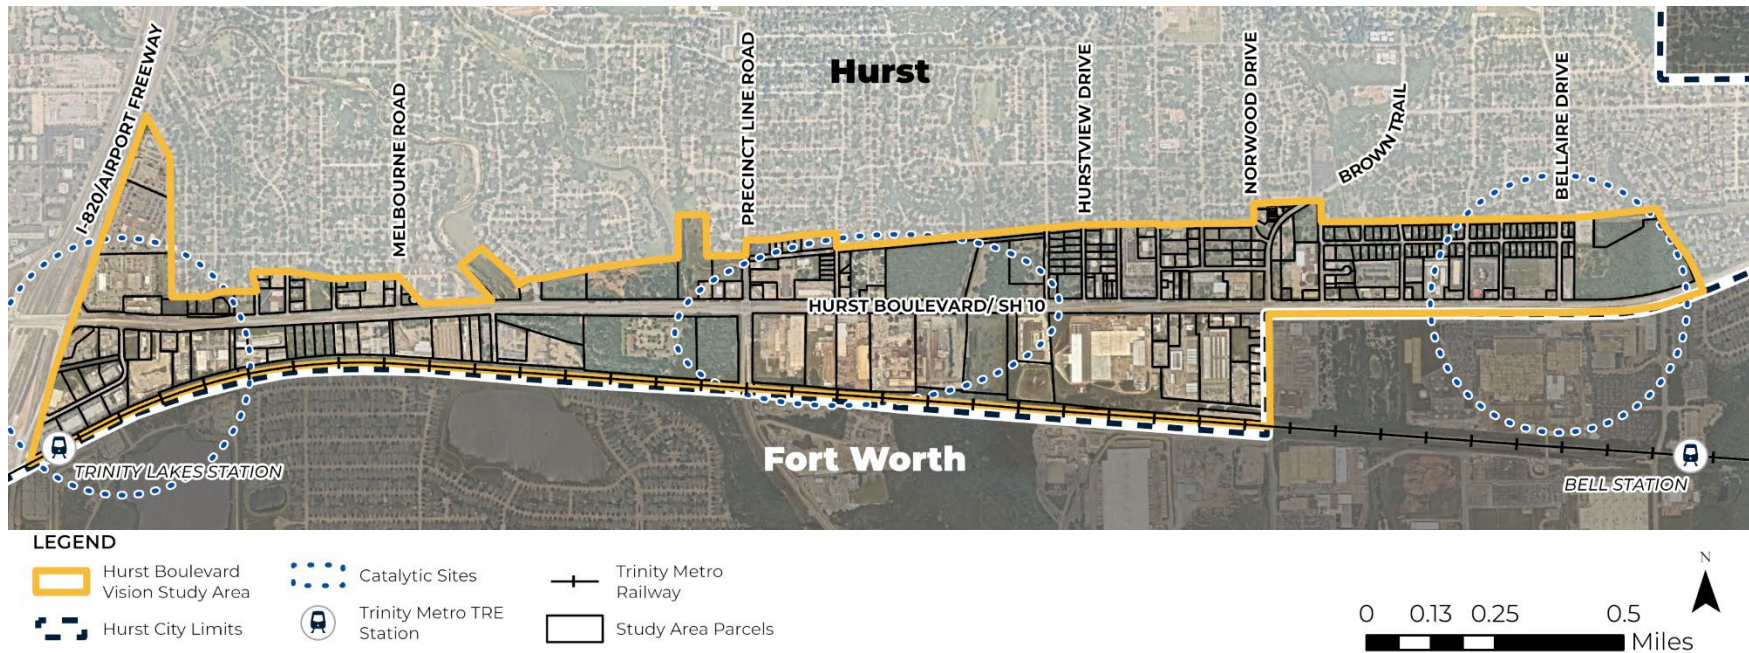 Hurst
I-820/AIRPORT FREEWAY
MELBOURNE ROAD
PRECINCT LINE ROAD
HURSTVIEW DRIVE
NORWOOD DRIVE
BROWN TRAIL
BELLAIRE DRIVE
HURST BOULEVARD/ SH 10
Fort Worth
TRINITY LAKES STATION
BELL STATION
LEGEND
Hurst Boulevard
Vision Study Area
Hurst City Limits
Catalytic Sites
Trinity Metro TRE
Station
Trinity Metro
Railway
Study Area Parcels
N
0 0.13 0.25 0.5
Miles